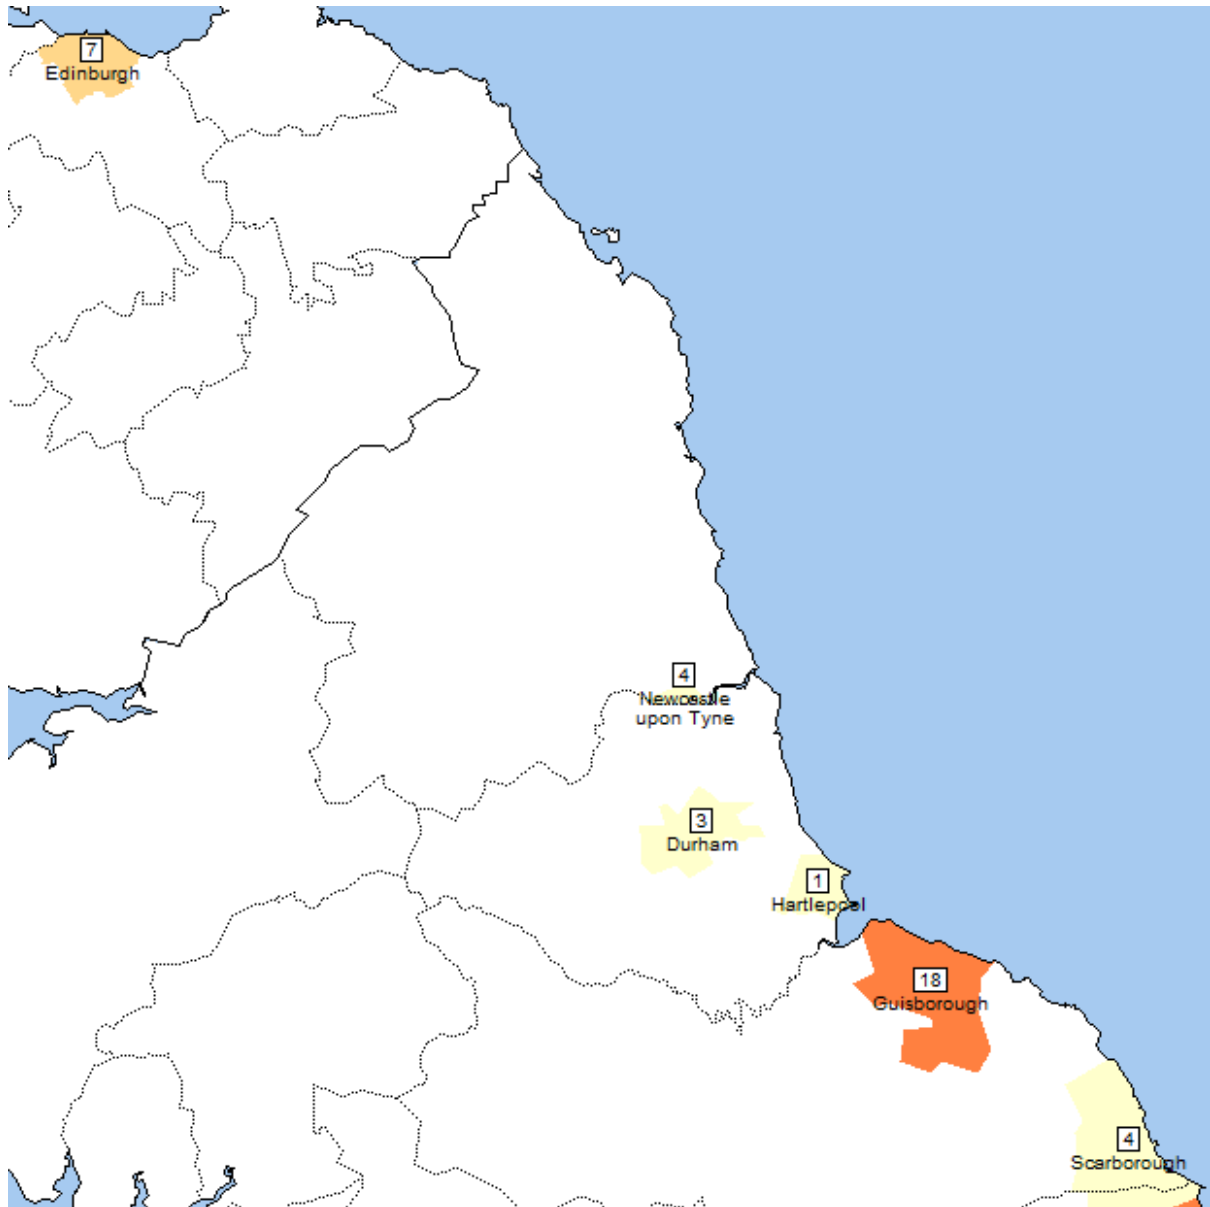 7
Edinburgh
4
Newcastle
upon Tyne
3
Durham
1
Hartlepool
18
Guisborough
4
Scarborough